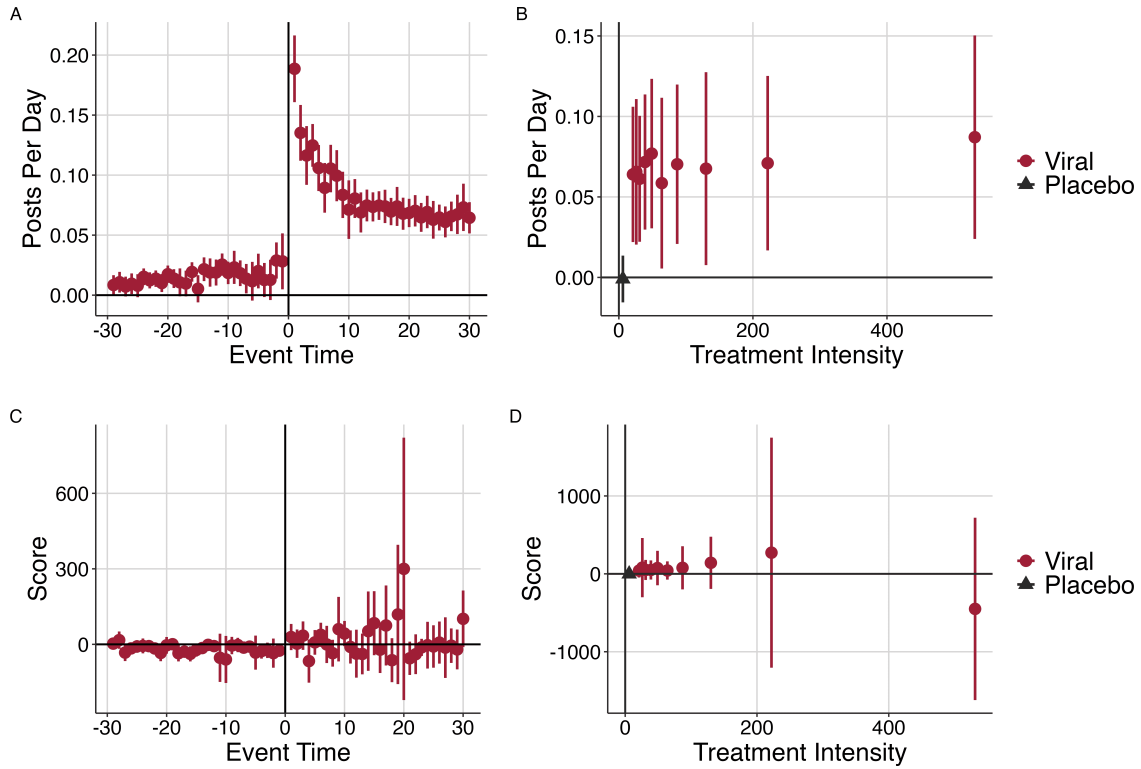 A
0.20
0.15
0.10
0.05
0.00
Posts Per Day
-30 -20 -10 0 10 20 30
Event Time
B
0.15
0.10
0.05
0.00
Posts Per Day
0 200 400
Treatment Intensity
Viral
Placebo
C
600
300
0
Score
-30 -20 -10 0 10 20 30
Event Time
D
1000
0
-1000
Score
0 200 400
Treatment Intensity
Viral
Placebo